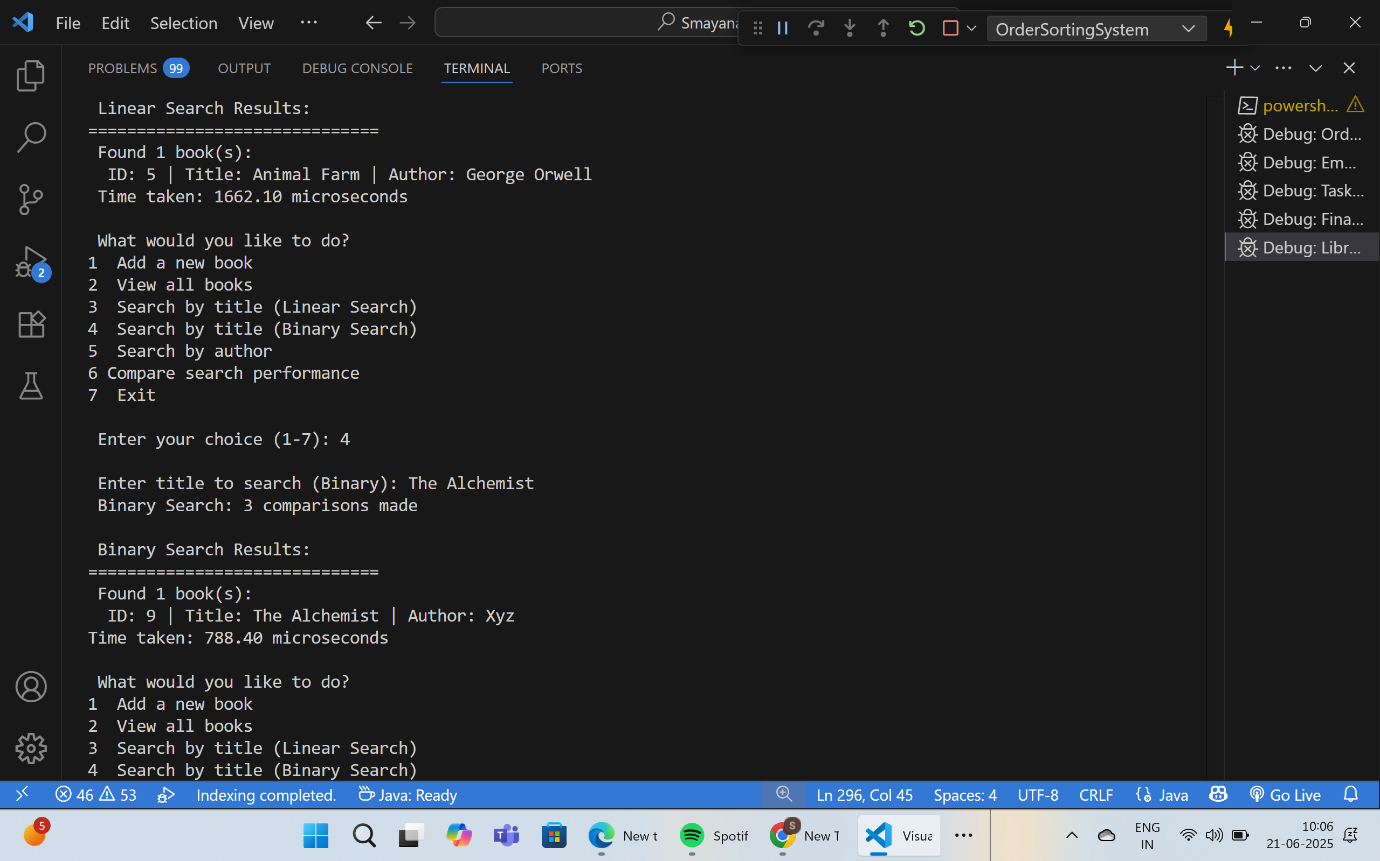 File Edit Selection View ··· Smayana OrderSortingSystem
PROBLEMS 99 OUTPUT DEBUG CONSOLE TERMINAL PORTS
Linear Search Results:
==============================
Found 1 book(s):
ID: 5 | Title: Animal Farm | Author: George Orwell
Time taken: 1662.10 microseconds
What would you like to do?
1 Add a new book
2 View all books
3 Search by title (Linear Search)
4 Search by title (Binary Search)
5 Search by author
6 Compare search performance
7 Exit
Enter your choice (1-7): 4
Enter title to search (Binary): The Alchemist
Binary Search: 3 comparisons made
Binary Search Results:
==============================
Found 1 book(s):
ID: 9 | Title: The Alchemist | Author: Xyz
Time taken: 788.40 microseconds
What would you like to do?
1 Add a new book
2 View all books
3 Search by title (Linear Search)
4 Search by title (Binary Search)
powersh...
Debug: Ord...
Debug: Em...
Debug: Task...
Debug: Fina...
Debug: Libr...
2
46 53 Indexing completed. Java: Ready Ln 296, Col 45 Spaces: 4 UTF-8 CRLF Java Go Live
5 New t Spotif S New T Visua ENG
IN 10:06
21-06-2025